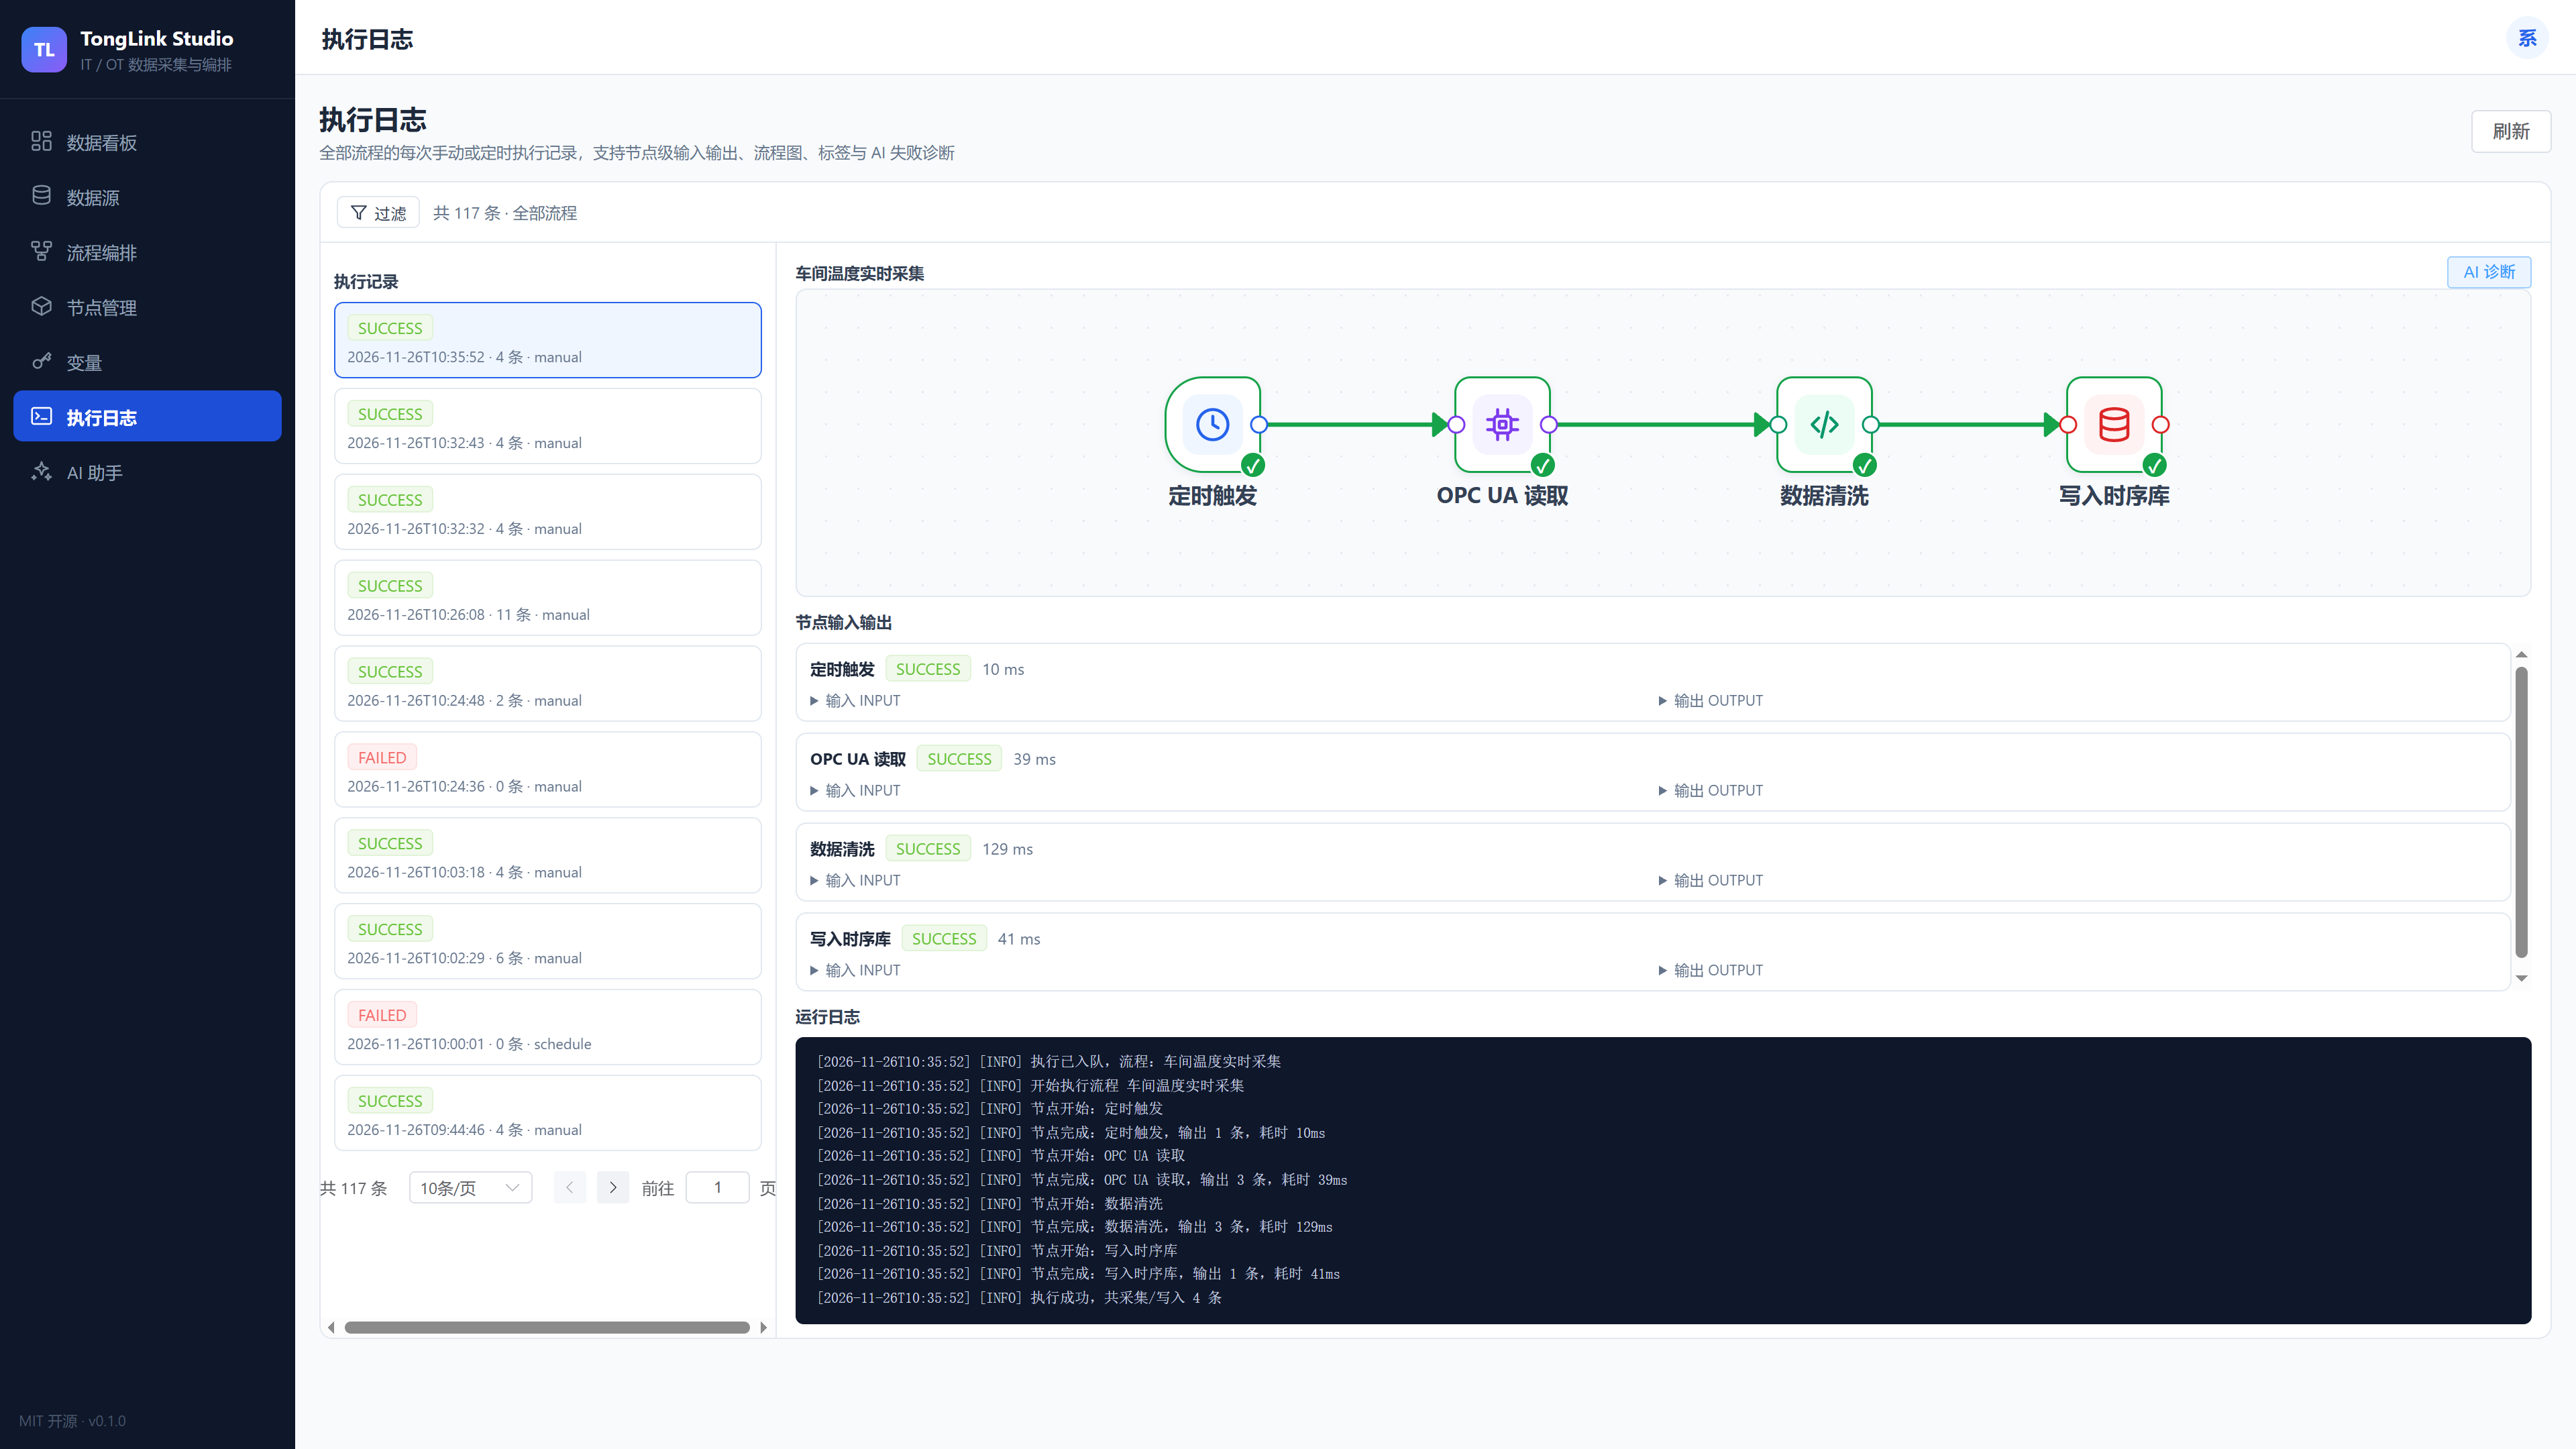 TL
TongLink Studio
IT / OT 数据采集与编排
数据看板
数据源
流程编排
节点管理
变量
执行日志
AI 助手
MIT 开源 · v0.1.0
执行日志
系
执行日志
全部流程的每次手动或定时执行记录，支持节点级输入输出、流程图、标签与 AI 失败诊断
刷新
过滤
共 117 条 · 全部流程
执行记录
SUCCESS
2026-11-26T10:35:52 · 4 条 · manual
SUCCESS
2026-11-26T10:32:43 · 4 条 · manual
SUCCESS
2026-11-26T10:32:32 · 4 条 · manual
SUCCESS
2026-11-26T10:26:08 · 11 条 · manual
SUCCESS
2026-11-26T10:24:48 · 2 条 · manual
FAILED
2026-11-26T10:24:36 · 0 条 · manual
SUCCESS
2026-11-26T10:03:18 · 4 条 · manual
SUCCESS
2026-11-26T10:02:29 · 6 条 · manual
FAILED
2026-11-26T10:00:01 · 0 条 · schedule
SUCCESS
2026-11-26T09:44:46 · 4 条 · manual
共 117 条 10条/页 前往 1 页
车间温度实时采集
AI 诊断
定时触发 OPC UA 读取 数据清洗 写入时序库
节点输入输出
定时触发 SUCCESS 10 ms
输入 INPUT 输出 OUTPUT
OPC UA 读取 SUCCESS 39 ms
输入 INPUT 输出 OUTPUT
数据清洗 SUCCESS 129 ms
输入 INPUT 输出 OUTPUT
写入时序库 SUCCESS 41 ms
输入 INPUT 输出 OUTPUT
运行日志
[2026-11-26T10:35:52] [INFO] 执行已入队，流程：车间温度实时采集
[2026-11-26T10:35:52] [INFO] 开始执行流程 车间温度实时采集
[2026-11-26T10:35:52] [INFO] 节点开始：定时触发
[2026-11-26T10:35:52] [INFO] 节点完成：定时触发，输出 1 条，耗时 10ms
[2026-11-26T10:35:52] [INFO] 节点开始：OPC UA 读取
[2026-11-26T10:35:52] [INFO] 节点完成：OPC UA 读取，输出 3 条，耗时 39ms
[2026-11-26T10:35:52] [INFO] 节点开始：数据清洗
[2026-11-26T10:35:52] [INFO] 节点完成：数据清洗，输出 3 条，耗时 129ms
[2026-11-26T10:35:52] [INFO] 节点开始：写入时序库
[2026-11-26T10:35:52] [INFO] 节点完成：写入时序库，输出 1 条，耗时 41ms
[2026-11-26T10:35:52] [INFO] 执行成功，共采集/写入 4 条